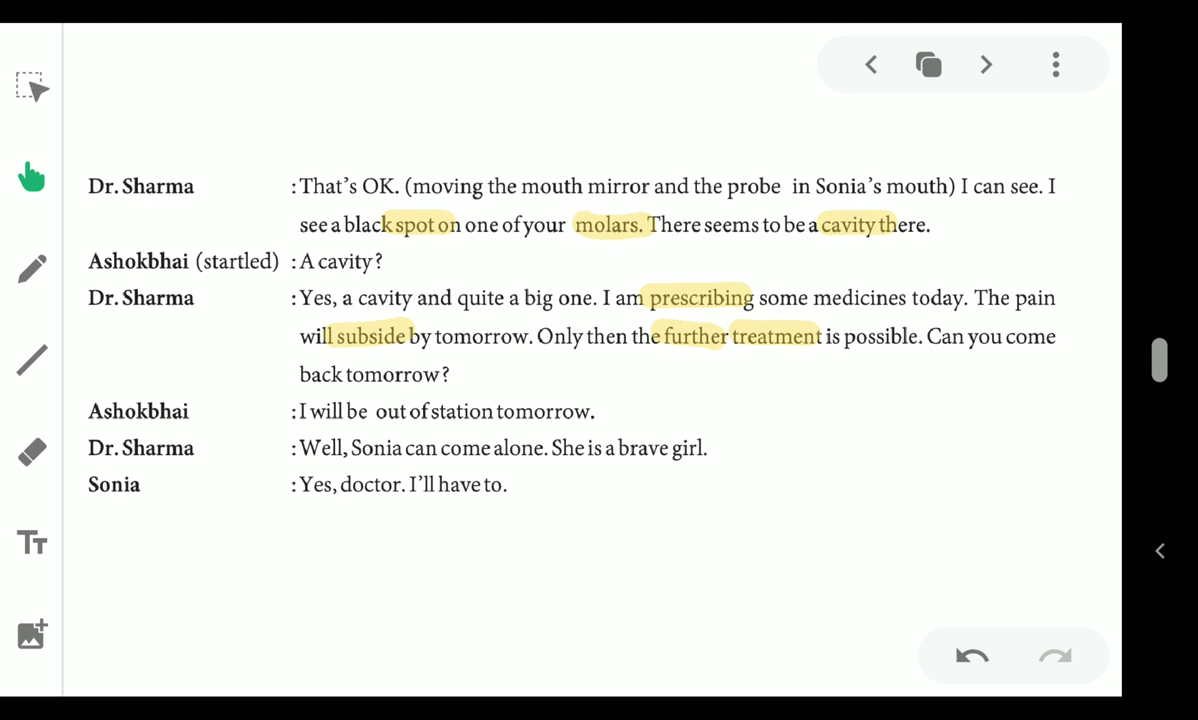 Dr. Sharma : That's OK. (moving the mouth mirror and the probe in Sonia's mouth) I can see. I
see a black spot on one of your molars. There seems to be a cavity there.
Ashokbhai (startled) : A cavity?
Dr. Sharma : Yes, a cavity and quite a big one. I am prescribing some medicines today. The pain
will subside by tomorrow. Only then the further treatment is possible. Can you come
back tomorrow?
Ashokbhai : I will be out of station tomorrow.
Dr. Sharma : Well, Sonia can come alone. She is a brave girl.
Sonia : Yes, doctor. I'll have to.
TT